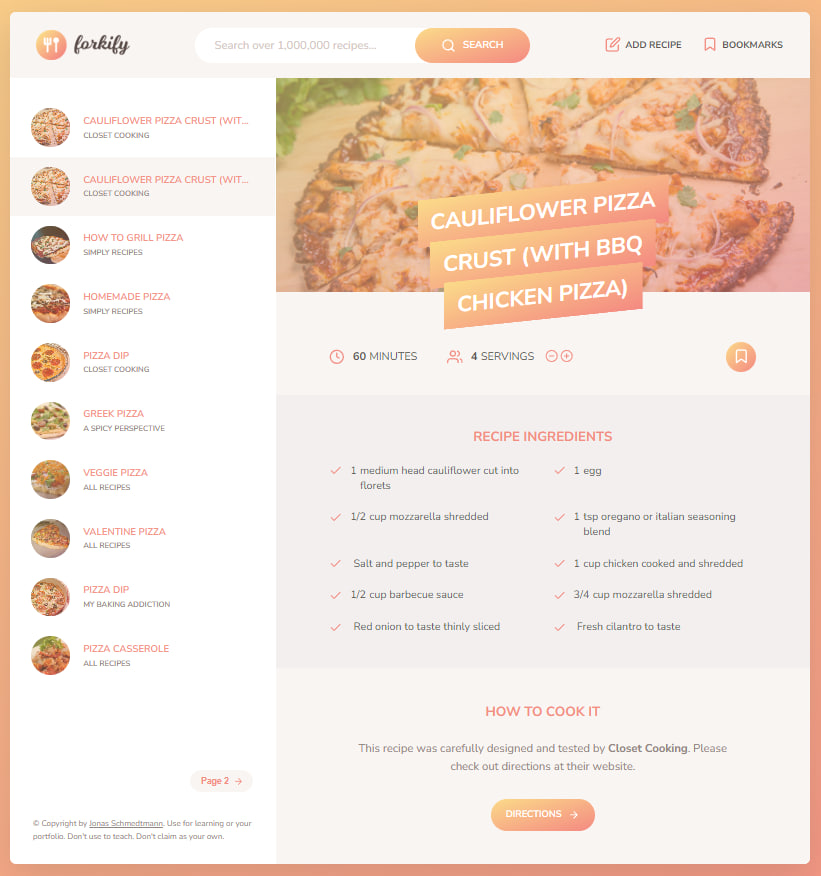 forkify
Search over 1,000,000 recipes...
SEARCH
ADD RECIPE
BOOKMARKS
CAULIFLOWER PIZZA CRUST (WIT...
CLOSET COOKING
CAULIFLOWER PIZZA CRUST (WIT...
CLOSET COOKING
HOW TO GRILL PIZZA
SIMPLY RECIPES
HOMEMADE PIZZA
SIMPLY RECIPES
PIZZA DIP
CLOSET COOKING
GREEK PIZZA
A SPICY PERSPECTIVE
VEGGIE PIZZA
ALL RECIPES
VALENTINE PIZZA
ALL RECIPES
PIZZA DIP
MY BAKING ADDICTION
PIZZA CASSEROLE
ALL RECIPES
Page 2
© Copyright by Jonas Schmedtmann. Use for learning or your
portfolio. Don't use to teach. Don't claim as your own.
CAULIFLOWER PIZZA
CRUST (WITH BBQ
CHICKEN PIZZA)
60 MINUTES
4 SERVINGS
RECIPE INGREDIENTS
1 medium head cauliflower cut into
florets
1 egg
1/2 cup mozzarella shredded
1 tsp oregano or italian seasoning
blend
Salt and pepper to taste
1 cup chicken cooked and shredded
1/2 cup barbecue sauce
3/4 cup mozzarella shredded
Red onion to taste thinly sliced
Fresh cilantro to taste
HOW TO COOK IT
This recipe was carefully designed and tested by Closet Cooking. Please
check out directions at their website.
DIRECTIONS